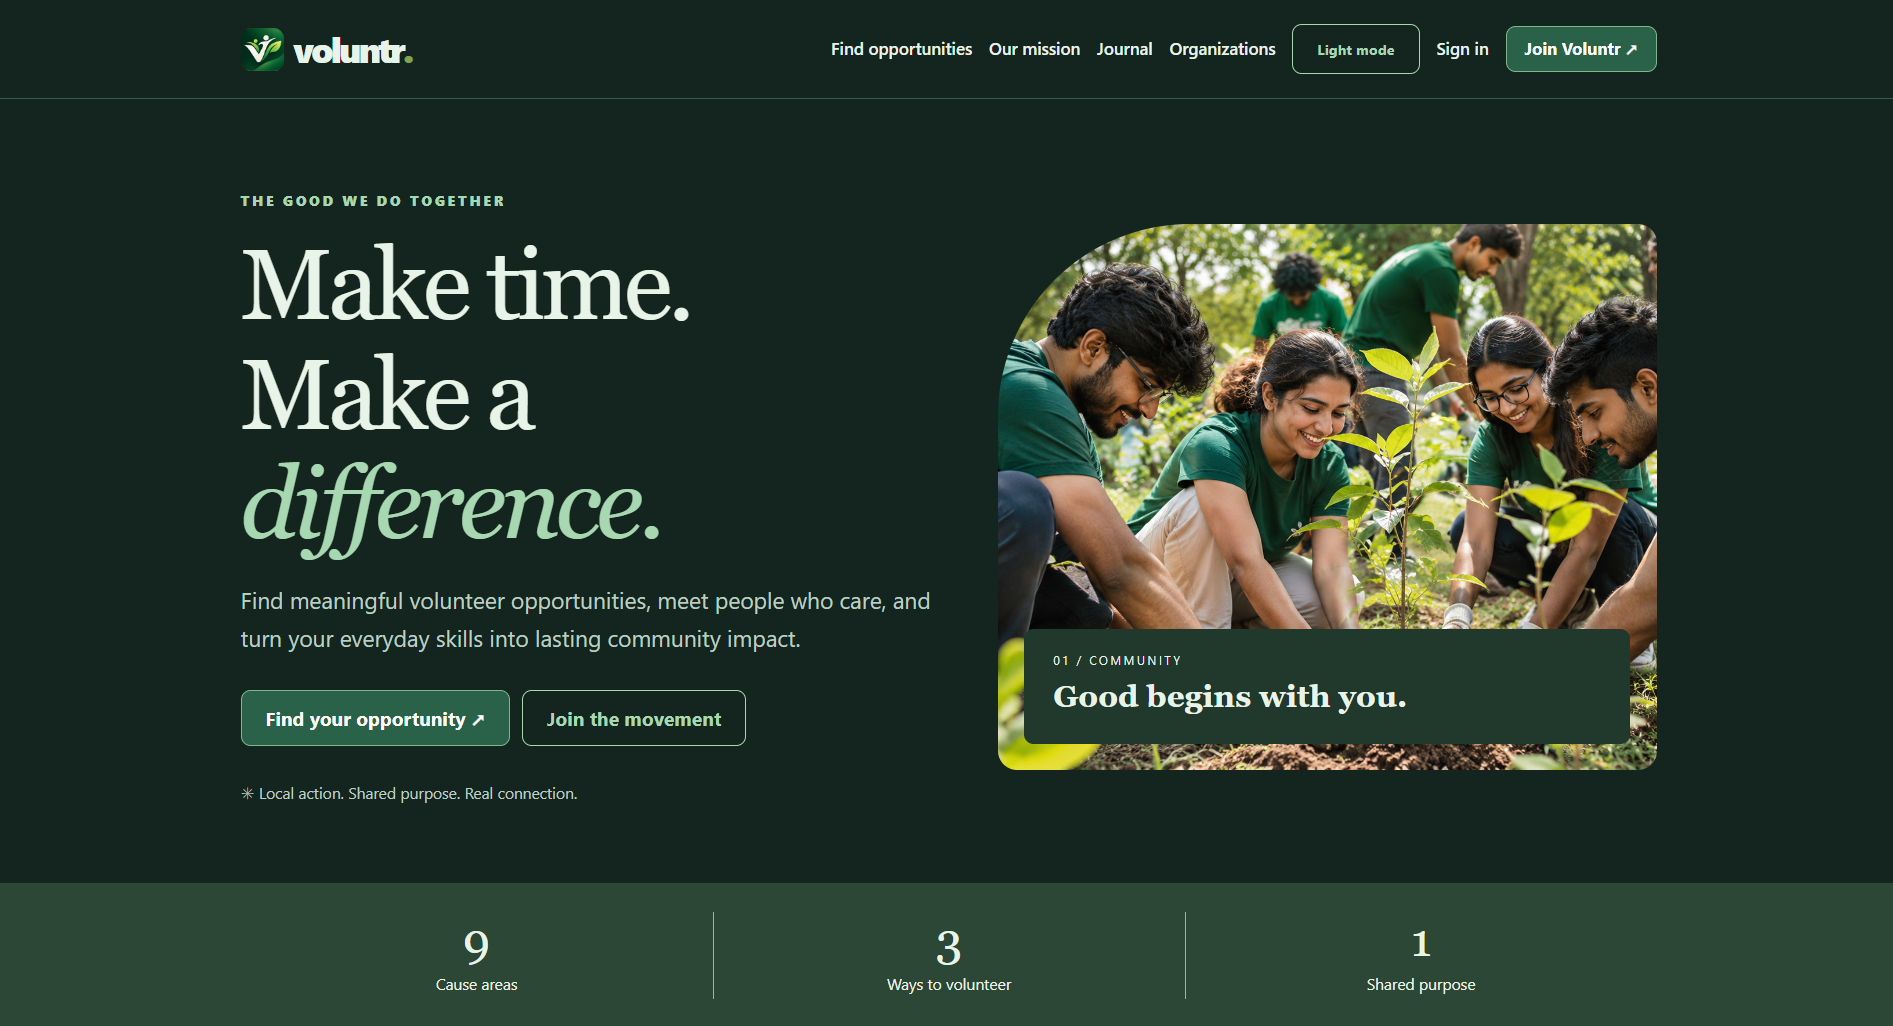 voluntr.
Find opportunities
Our mission
Journal
Organizations
Light mode
Sign in
Join Voluntr ↗
THE GOOD WE DO TOGETHER
Make time.
Make a
difference.
Find meaningful volunteer opportunities, meet people who care, and
turn your everyday skills into lasting community impact.
Find your opportunity ↗
Join the movement
✳ Local action. Shared purpose. Real connection.
01 / COMMUNITY
Good begins with you.
9
Cause areas
3
Ways to volunteer
1
Shared purpose